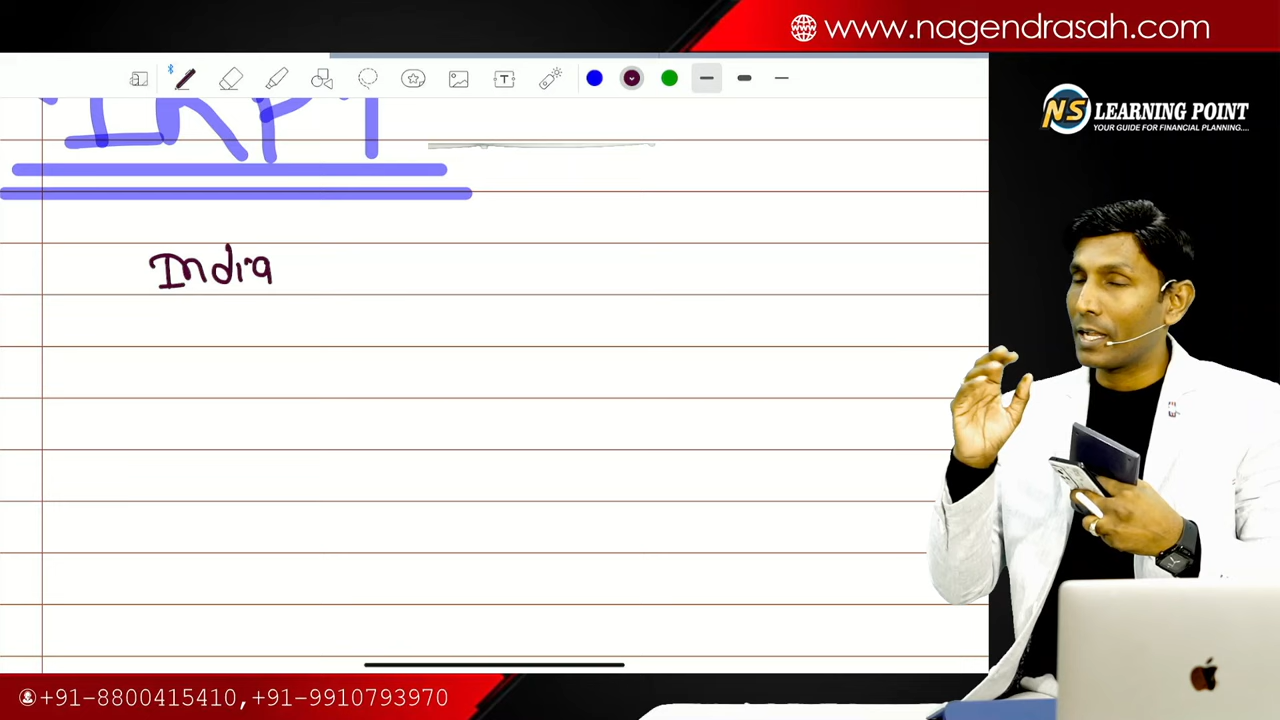 www.nagendrasah.com
NS LEARNING POINT
YOUR GUIDE FOR FINANCIAL PLANNING....
T
India
+91-8800415410,+91-9910793970